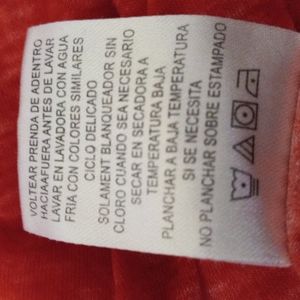 VOLTEAR PRENDA DE ADENTRO
HACIAAFUERA ANTES DE LAVAR
LAVAR EN LAVADORA CON AGUA
FRIA CON COLORES SIMILARES
CICLO DELICADO
SOLAMENT BLANQUEADOR SIN
CLORO CUANDO SEA NECESARIO
SECAR EN SECADORA A
TEMPERATURA BAJA
PLANCHAR A BAJA TEMPERATURA
SI SE NECESITA
NO PLANCHAR SOBRE ESTAMPADO